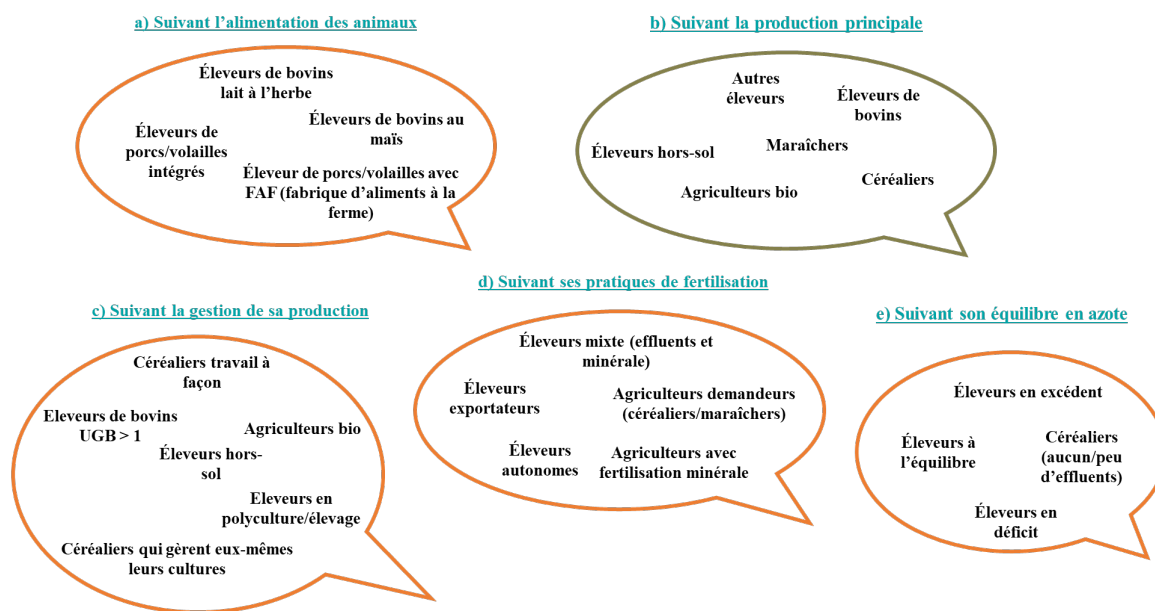 a) Suivant l'alimentation des animaux
Éleveurs de bovins
lait à l'herbe
Éleveurs de bovins au
maïs
Éleveurs de
porcs/volailles
intégrés
Éleveur de porcs/volailles avec
FAF (fabrique d'aliments à la
ferme)
b) Suivant la production principale
Autres
éleveurs
Éleveurs de
bovins
Éleveurs hors-sol
Maraîchers
Agriculteurs bio
Céréaliers
c) Suivant la gestion de sa production
Céréaliers travail à
façon
Eleveurs de bovins
UGB > 1
Agriculteurs bio
Éleveurs hors-
sol
Eleveurs en
polyculture/élevage
Céréaliers qui gèrent eux-mêmes
leurs cultures
d) Suivant ses pratiques de fertilisation
Éleveurs mixte (effluents et
minérale)
Éleveurs
exportateurs
Agriculteurs demandeurs
(céréaliers/maraîchers)
Éleveurs
autonomes
Agriculteurs avec
fertilisation minérale
e) Suivant son équilibre en azote
Éleveurs en excédent
Éleveurs à
l'équilibre
Céréaliers
(aucun/peu
d'effluents)
Éleveurs en
déficit